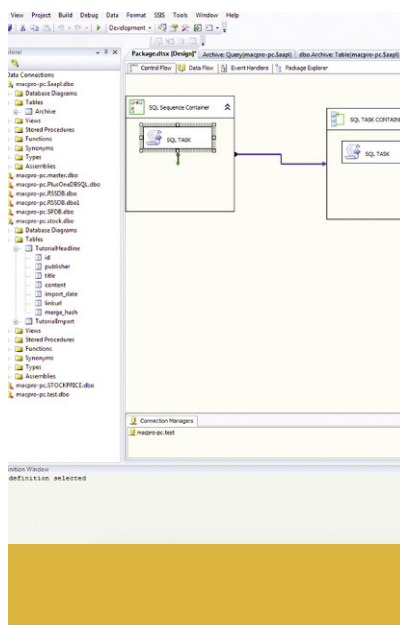 View Project Build Debug Data Format SSIS Tools Window Help
Development
Package.dtsx [Design]* Archive: Query(macpro-pc.Saapl) dbo.Archive: Table(macpro-pc.Saapl)
Control Flow Data Flow Event Handlers Package Explorer
Data Connections
macpro-pc.Saapl.dbo
Database Diagrams
Tables
Archive
Views
Stored Procedures
Functions
Synonyms
Types
Assemblies
macpro-pc.master.dbo
macpro-pc.PlusOneDBSQL.dbo
macpro-pc.RSSDB.dbo
macpro-pc.RSSDB.dbo1
macpro-pc.SPDB.dbo
macpro-pc.stock.dbo
Database Diagrams
Tables
TutorialHeadline
id
publisher
title
content
import_date
linkurl
merge_hash
TutorialImport
Views
Stored Procedures
Functions
Synonyms
Types
Assemblies
macpro-pc.STOCKPRICE.dbo
macpro-pc.test.dbo
SQL Sequence Container
SQL TASK
SQL TASK CONTAINE
SQL TASK
Connection Managers
macpro-pc.test
inition Window
definition selected